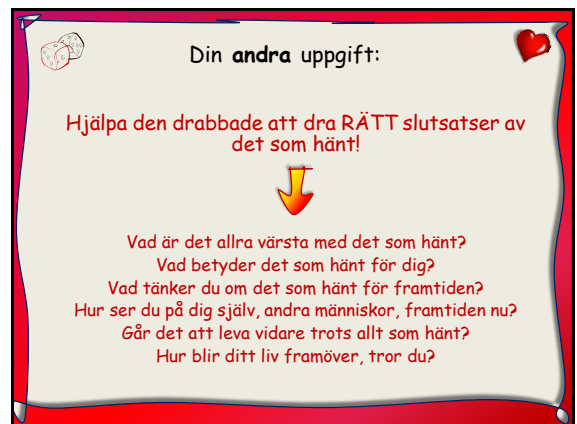 Din andra uppgift:
Hjälpa den drabbade att dra RÄTT slutsatser av
det som hänt!
Vad är det allra värsta med det som hänt?
Vad betyder det som hänt för dig?
Vad tänker du om det som hänt för framtiden?
Hur ser du på dig själv, andra människor, framtiden nu?
Går det att leva vidare trots allt som hänt?
Hur blir ditt liv framöver, tror du?